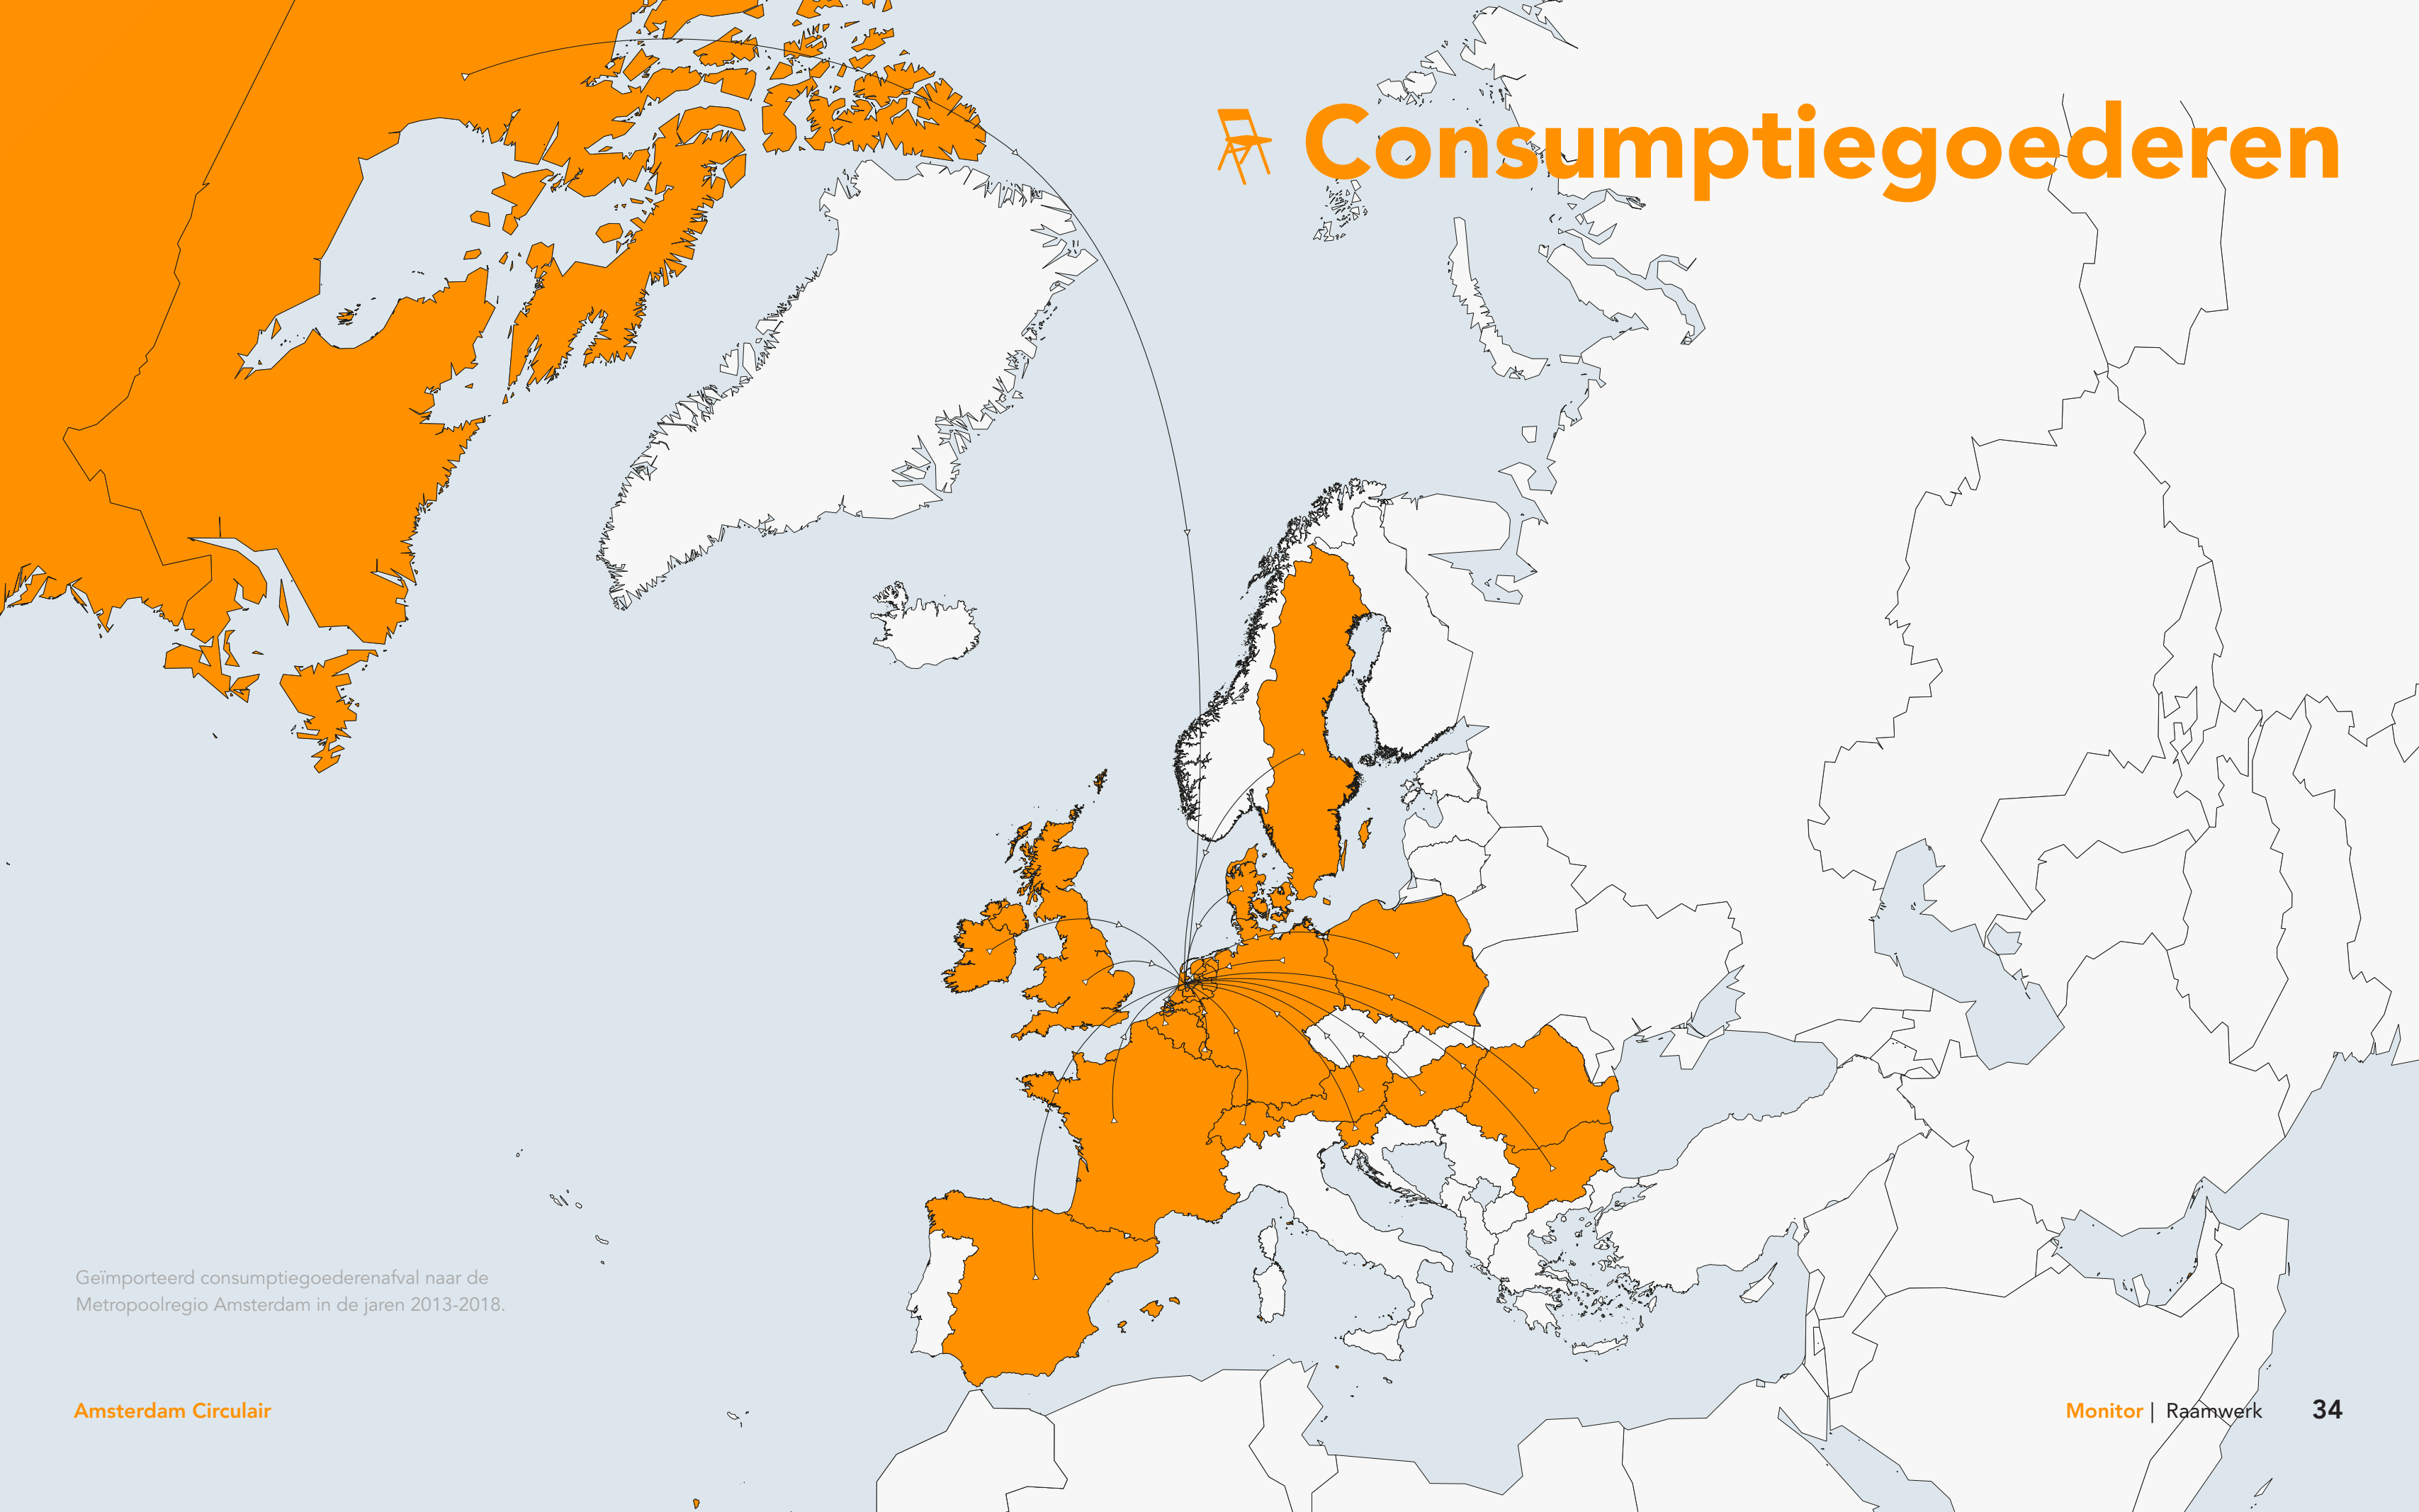 Consumptiegoederen
Geïmporteerd consumptiegoederenafval naar de
Metropoolregio Amsterdam in de jaren 2013-2018.
Amsterdam Circulair
Monitor | Raamwerk 34